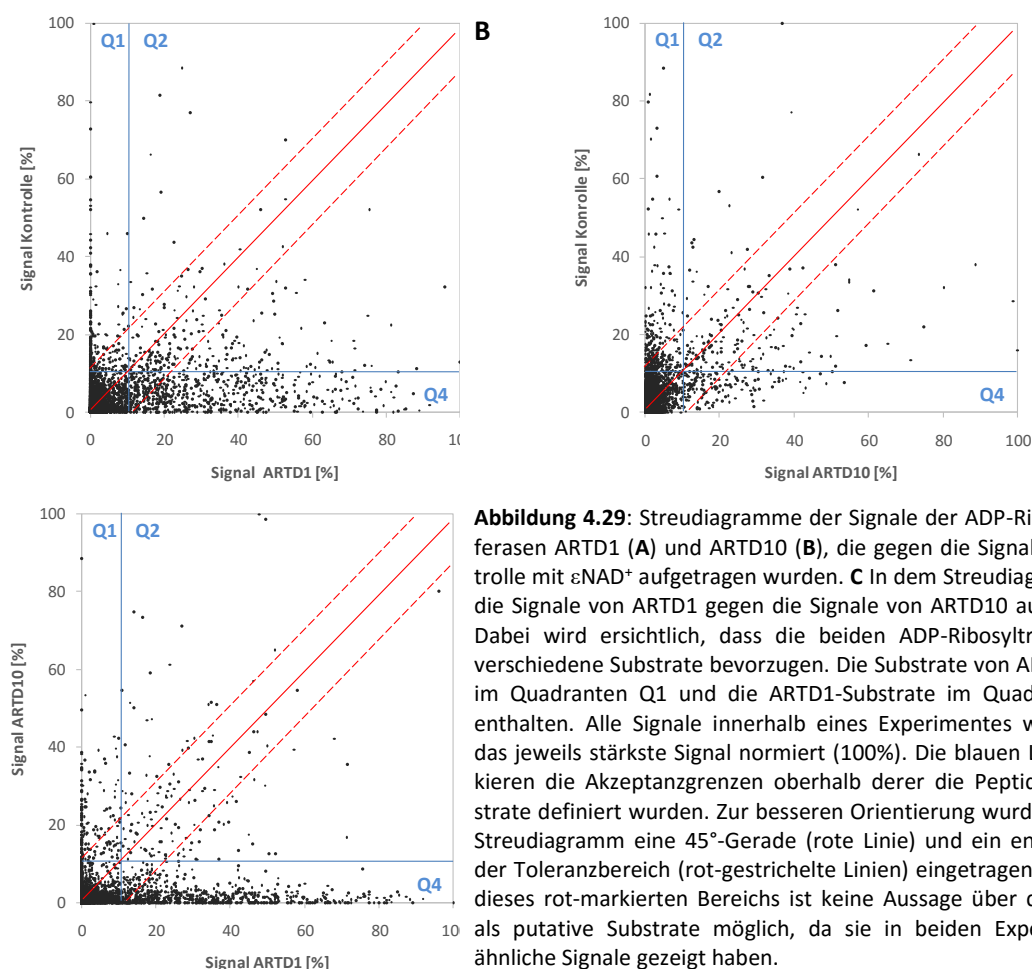 100
80
60
40
20
0
Signal Kontrolle [%]
Q1 Q2
Q4
0 20 40 60 80 10
Signal ARTD1 [%]
B
100
80
60
40
20
0
Signal Konrolle [%]
Q1 Q2
Q4
0 20 40 60 80 100
Signal ARTD10 [%]
100
80
60
40
20
0
Signal ARTD10 [%]
Q1 Q2
Q4
0 20 40 60 80
Signal ARTD1 [%]
Abbildung 4.29: Streudiagramme der Signale der ADP-Ri
ferasen ARTD1 (A) und ARTD10 (B), die gegen die Signal
trolle mit εNAD⁺ aufgetragen wurden. C In dem Streudiag
die Signale von ARTD1 gegen die Signale von ARTD10 au
Dabei wird ersichtlich, dass die beiden ADP-Ribosyltr
verschiedene Substrate bevorzugen. Die Substrate von A
im Quadranten Q1 und die ARTD1-Substrate im Quad
enthalten. Alle Signale innerhalb eines Experimentes w
das jeweils stärkste Signal normiert (100%). Die blauen
kieren die Akzeptanzgrenzen oberhalb derer die Pepti
strate definiert wurden. Zur besseren Orientierung wurd
Streudiagramm eine 45°-Gerade (rote Linie) und ein en
der Toleranzbereich (rot-gestrichelte Linien) eingetragen
dieses rot-markierten Bereichs ist keine Aussage über
als putative Substrate möglich, da sie in beiden Expe
ähnliche Signale gezeigt haben.